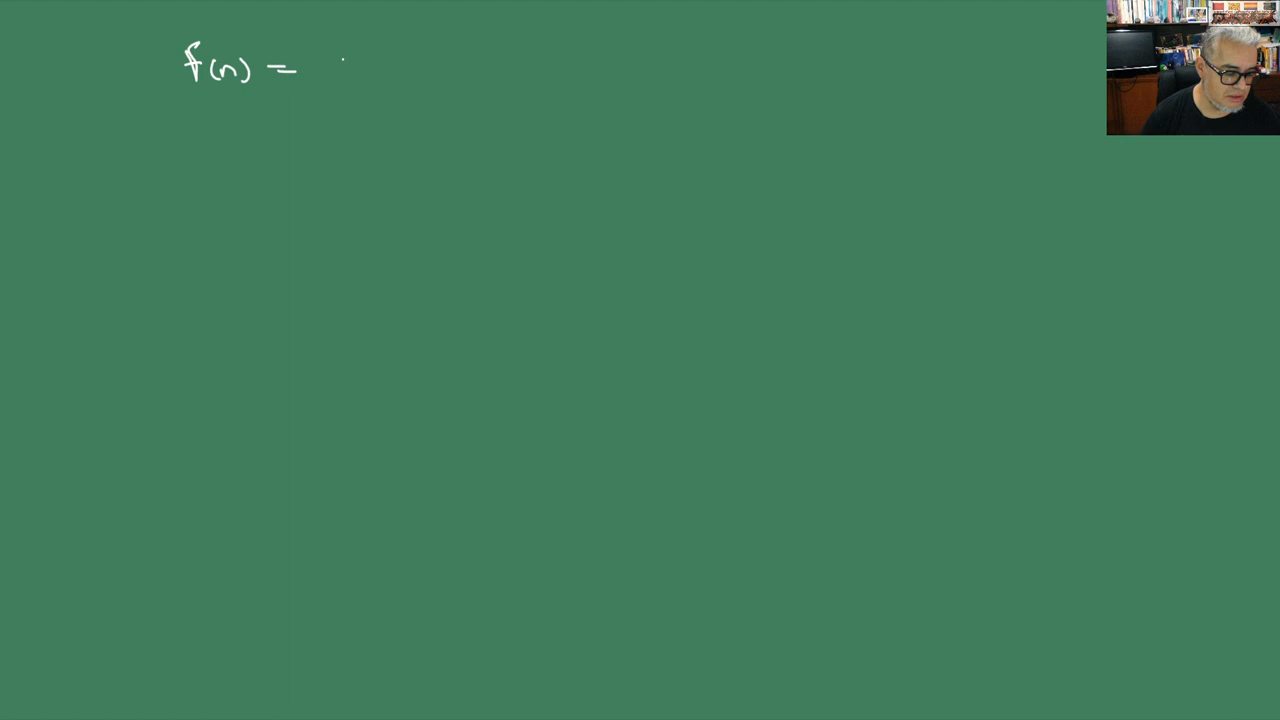 f(n) =